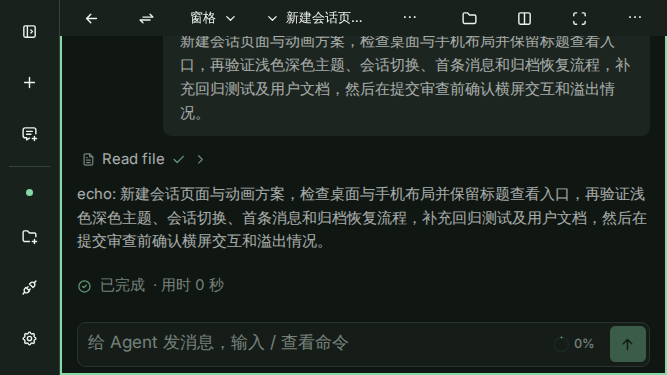 窗格
新建会话页...
新建会话页面与动画方案，检查桌面与手机布局并保留标题查看入
口，再验证浅色深色主题、会话切换、首条消息和归档恢复流程，补
充回归测试及用户文档，然后在提交审查前确认横屏交互和溢出情
况。
Read file
echo: 新建会话页面与动画方案，检查桌面与手机布局并保留标题查看入口，再验证浅
色深色主题、会话切换、首条消息和归档恢复流程，补充回归测试及用户文档，然后在
提交审查前确认横屏交互和溢出情况。
已完成 · 用时 0 秒
给 Agent 发消息，输入 / 查看命令
0%